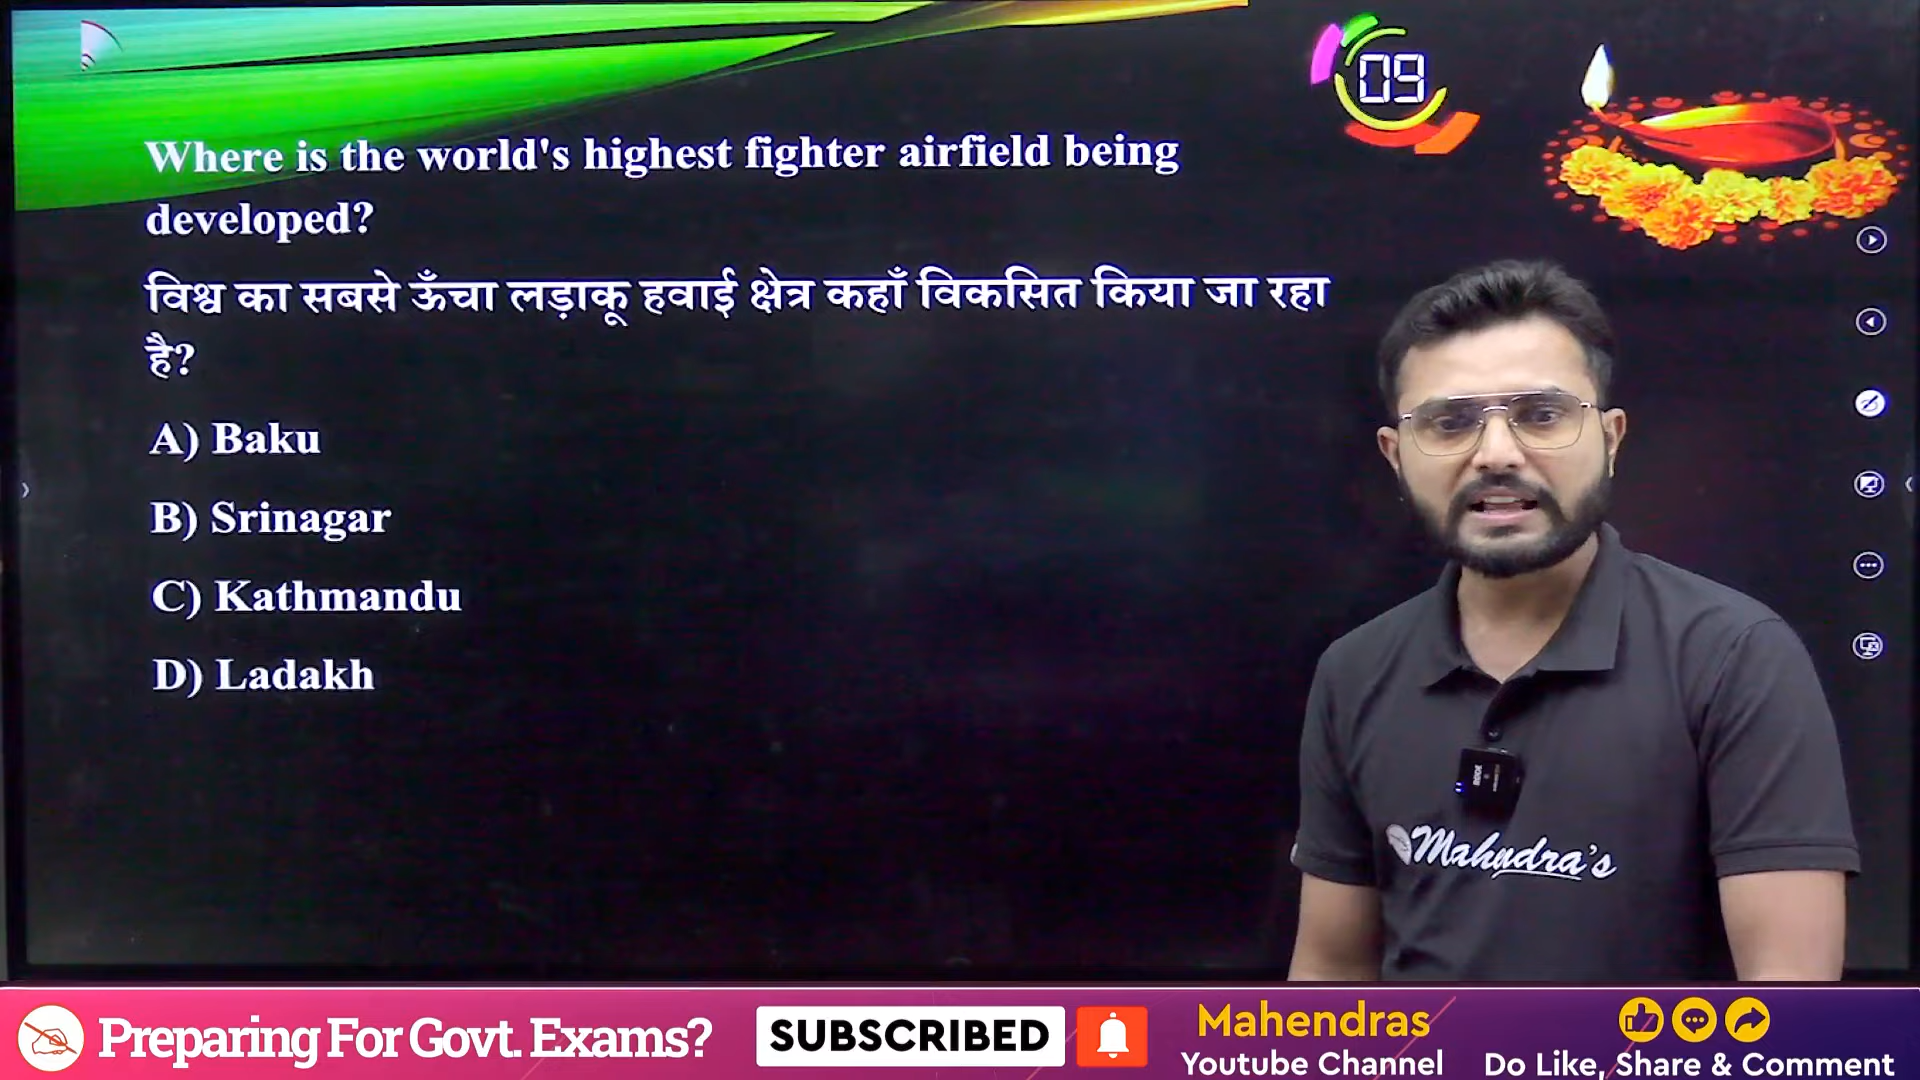 09
Where is the world's highest fighter airfield being
developed?
विश्व का सबसे ऊँचा लड़ाकू हवाई क्षेत्र कहाँ विकसित किया जा रहा
है?
A) Baku
B) Srinagar
C) Kathmandu
D) Ladakh
Mahendra's
Preparing For Govt. Exams?
SUBSCRIBED
Mahendras
Youtube Channel
Do Like, Share & Comment